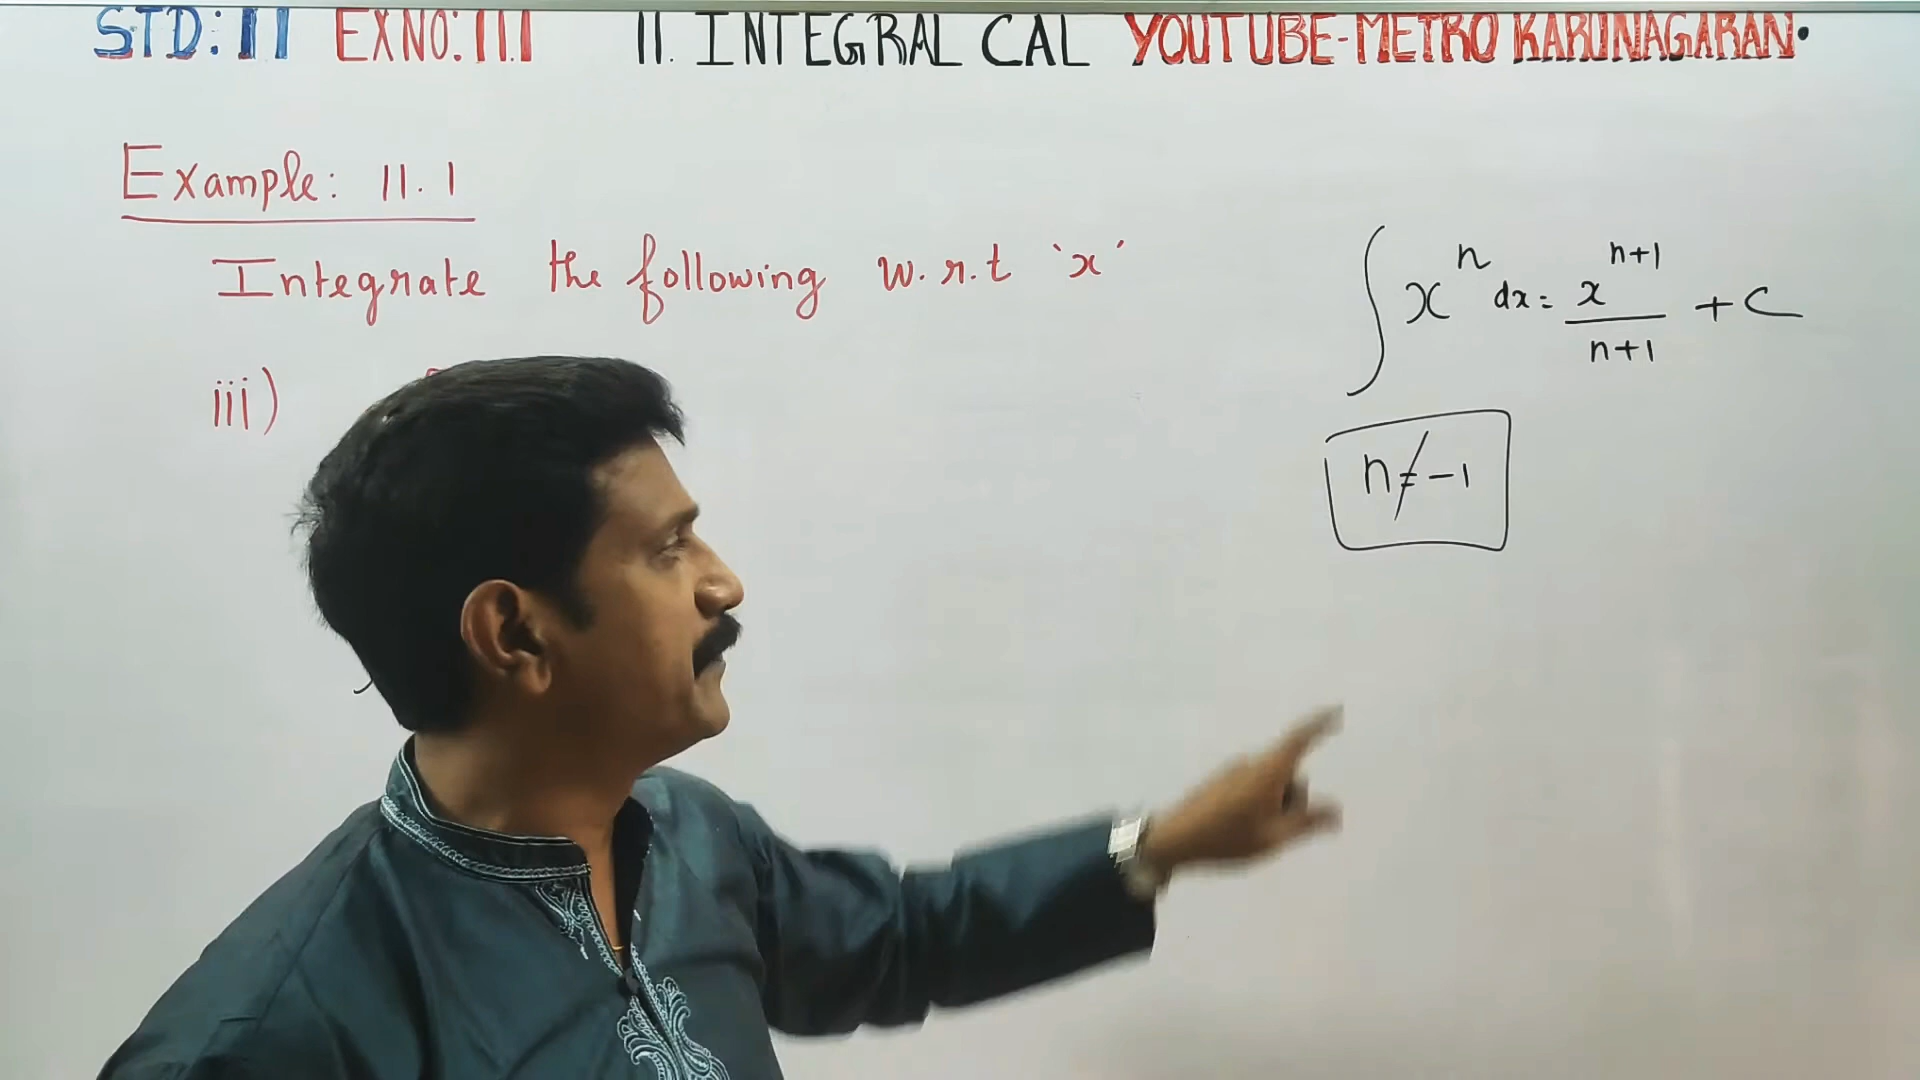 STD: 11 EXNO: 11.1 11. INTEGRAL CAL YOUTUBE-METRO KARUNAGARAN.
Example: 11.1
Integrate the following w.r.t 'x'
iii)
∫ x^n dx = x^(n+1)/(n+1) + C
n ≠ -1